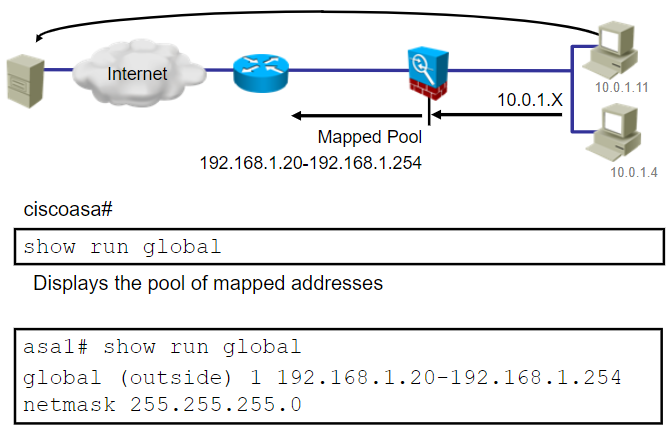 Internet
10.0.1.11
10.0.1.X
Mapped Pool
192.168.1.20-192.168.1.254
10.0.1.4
ciscoasa#
show run global
Displays the pool of mapped addresses
asa1# show run global
global (outside) 1 192.168.1.20-192.168.1.254
netmask 255.255.255.0